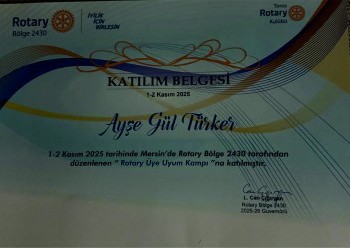 Rotary
Bölge 2430
İYİLİK
İÇİN
BİRLEŞİN
Tarsus
Rotary
Kulübü
KATILIM BELGESİ
1-2 Kasım 2025
Ayşe Gül Türker
1-2 Kasım 2025 tarihinde Mersin'de Rotary Bölge 2430 tarafından
düzenlenen " Rotary Üye Uyum Kampı "na katılmıştır.
L. Can
Rotary Bölge 2430
2025-26 Guvernörü